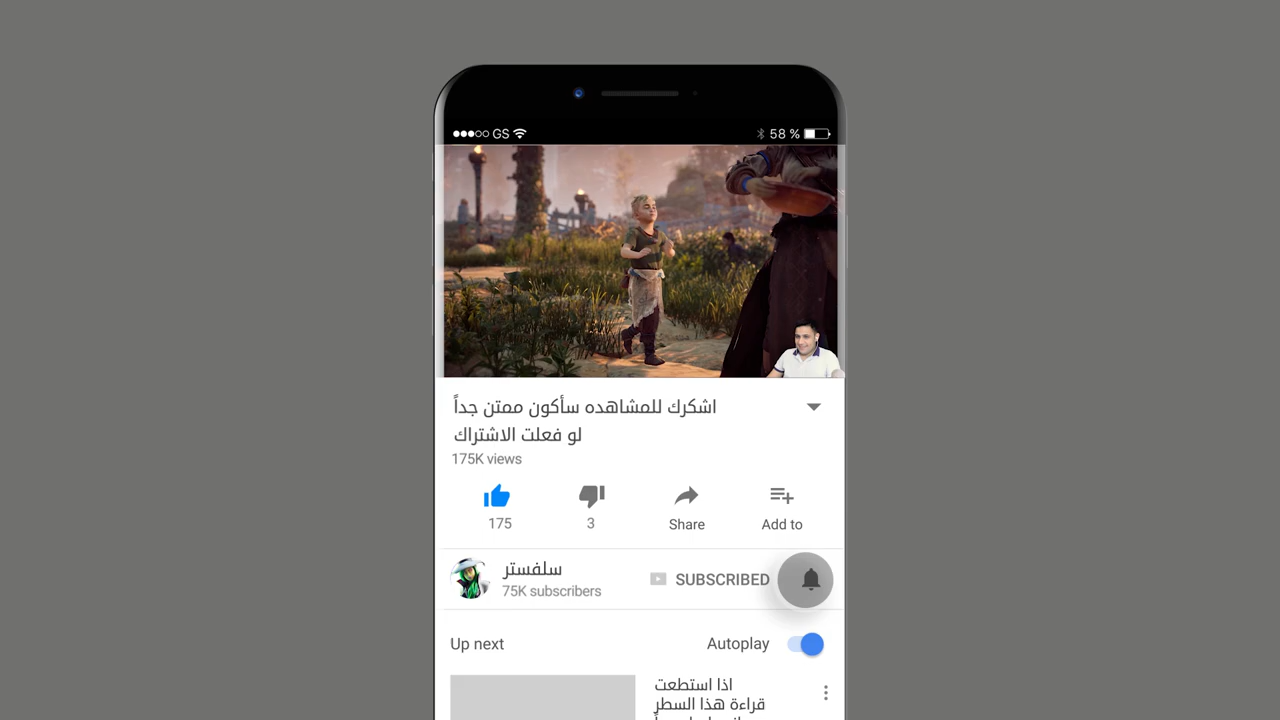 GS 58 %
اشكرك للمشاهده سأكون ممتن جداً
لو فعلت الاشتراك
175K views
175 3 Share Add to
سلفستر
75K subscribers
SUBSCRIBED
Up next Autoplay
اذا استطعت
قراءة هذا السطر